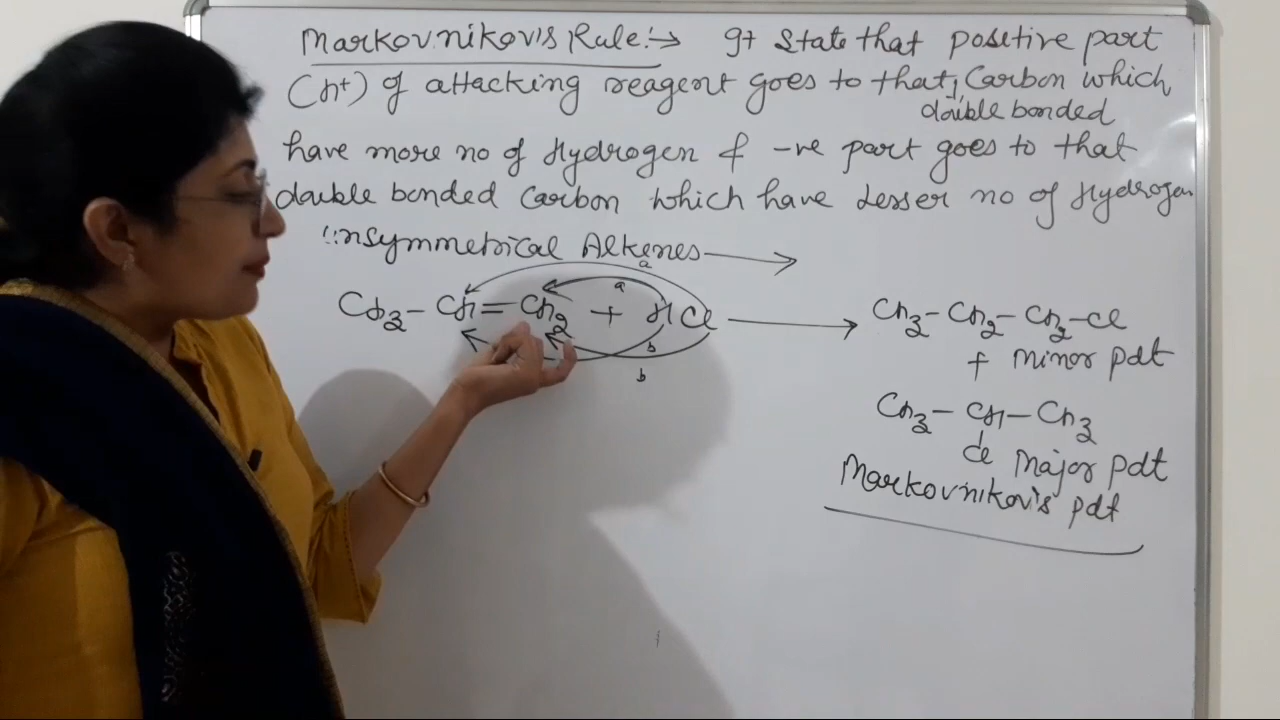 Markovnikov's Rule:→ It state that positive part
(H+) of attacking reagent goes to that, Carbon which
double bonded
have more no of Hydrogen & -ve part goes to that
double bonded Carbon which have Lesser no of Hydrogen
Unsymmetrical Alkenes →
a
a
CH3-CH=CH2 + HCl → CH3-CH2-CH2-Cl
b
b
+ Minor pdt
CH3-CH-CH3
Cl Major pdt
Markovnikov's pdt